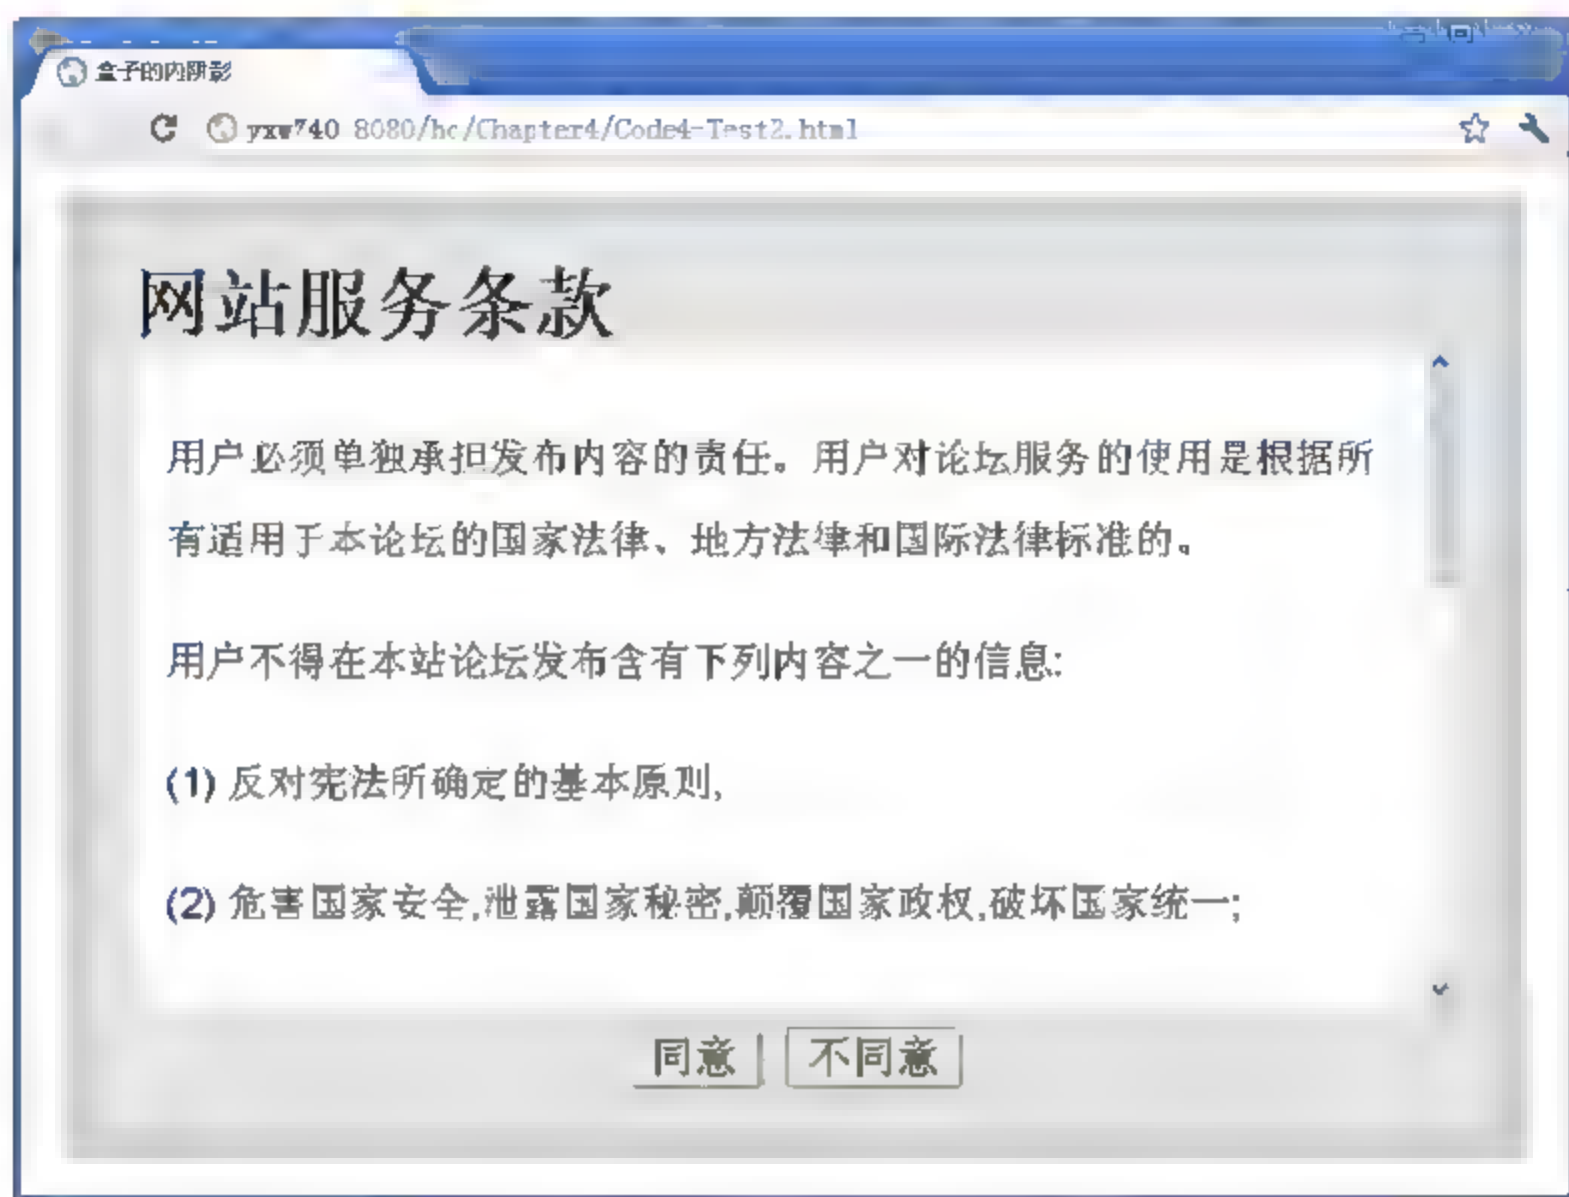 盒子的内阴影
yxw740 8080/hc/Chapter4/Code4-Test2.html
网站服务条款
用户必须单独承担发布内容的责任。用户对论坛服务的使用是根据所
有适用于本论坛的国家法律、地方法律和国际法律标准的。
用户不得在本站论坛发布含有下列内容之一的信息:
(1) 反对宪法所确定的基本原则,
(2) 危害国家安全,泄露国家秘密,颠覆国家政权,破坏国家统一;
同意 不同意